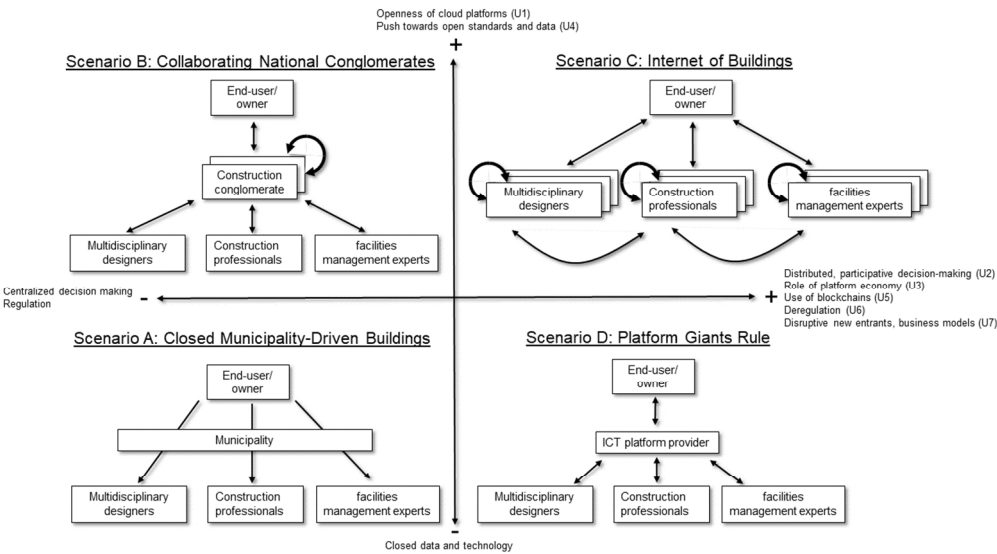 Openness of cloud platforms (U1)
Push towards open standards and data (U4)
+
Scenario B: Collaborating National Conglomerates
End-user/
owner
Construction
conglomerate
Multidisciplinary
designers
Construction
professionals
facilities
management experts
Scenario C: Internet of Buildings
End-user/
owner
Multidisciplinary
designers
Construction
professionals
facilities
management experts
Centralized decision making
Regulation
-
+
Distributed, participative decision-making (U2)
Role of platform economy (U3)
Use of blockchains (U5)
Deregulation (U6)
Disruptive new entrants, business models (U7)
Scenario A: Closed Municipality-Driven Buildings
End-user/
owner
Municipality
Multidisciplinary
designers
Construction
professionals
facilities
management experts
Scenario D: Platform Giants Rule
End-user/
owner
ICT platform provider
Multidisciplinary
designers
Construction
professionals
facilities
management experts
-
Closed data and technology